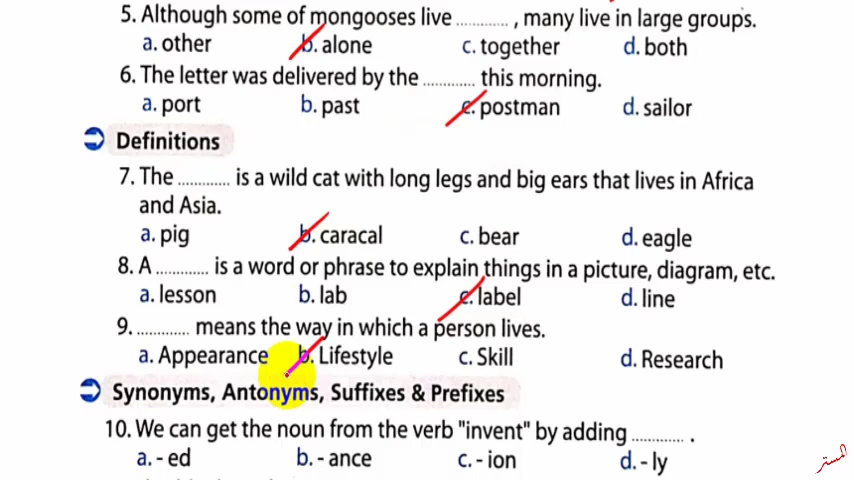 5. Although some of mongooses live ............ , many live in large groups.
a. other b. alone c. together d. both
6. The letter was delivered by the ............ this morning.
a. port b. past c. postman d. sailor
Definitions
7. The ............ is a wild cat with long legs and big ears that lives in Africa
and Asia.
a. pig b. caracal c. bear d. eagle
8. A ............ is a word or phrase to explain things in a picture, diagram, etc.
a. lesson b. lab c. label d. line
9. ............ means the way in which a person lives.
a. Appearance b. Lifestyle c. Skill d. Research
Synonyms, Antonyms, Suffixes & Prefixes
10. We can get the noun from the verb "invent" by adding ............ .
a. - ed b. - ance c. - ion d. - ly
المستر